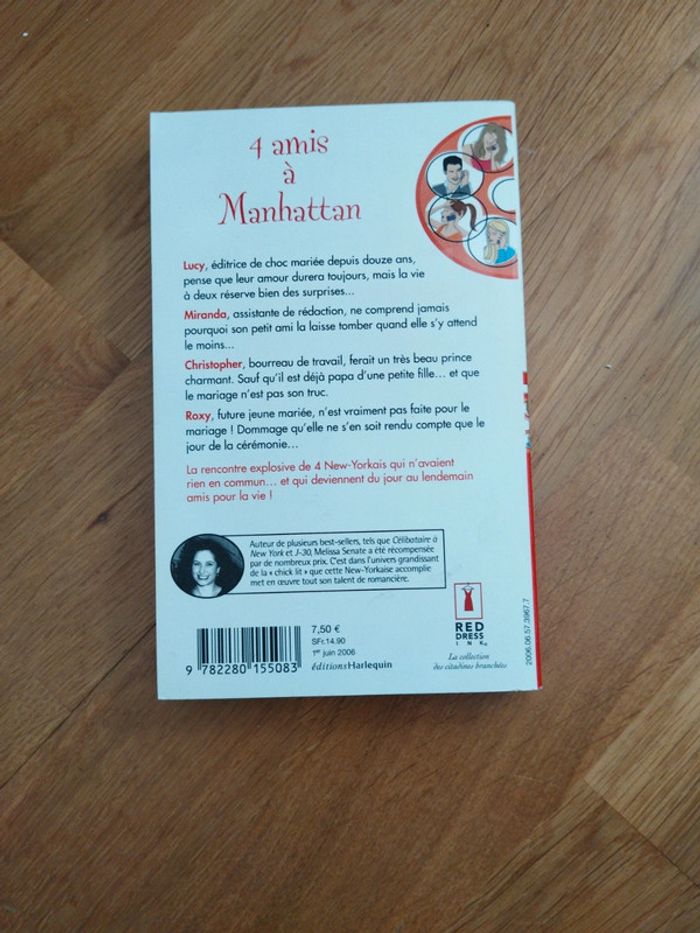 4 amis
à
Manhattan
Lucy, éditrice de choc mariée depuis douze ans,
pense que leur amour durera toujours, mais la vie
à deux réserve bien des surprises...
Miranda, assistante de rédaction, ne comprend jamais
pourquoi son petit ami la laisse tomber quand elle s'y attend
le moins...
Christopher, bourreau de travail, ferait un très beau prince
charmant. Sauf qu'il est déjà papa d'une petite fille... et que
le mariage n'est pas son truc.
Roxy, future jeune mariée, n'est vraiment pas faite pour le
mariage ! Dommage qu'elle ne s'en soit rendu compte que le
jour de la cérémonie...
La rencontre explosive de 4 New-Yorkais qui n'avaient
rien en commun... et qui deviennent du jour au lendemain
amis pour la vie !
Auteur de plusieurs best-sellers, tels que Célibataire à
New York et J-30, Melissa Senate a été récompensée
par de nombreux prix. C'est dans l'univers grandissant
de la « chick lit » que cette New-Yorkaise accomplie
met en œuvre tout son talent de romancière.
7,50 €
SFr.14.90
1er juin 2006
éditionsHarlequin
9 782280 155083
RED
DRESS
INK®
La collection
des citadines branchées
2006.06.57.3967.7